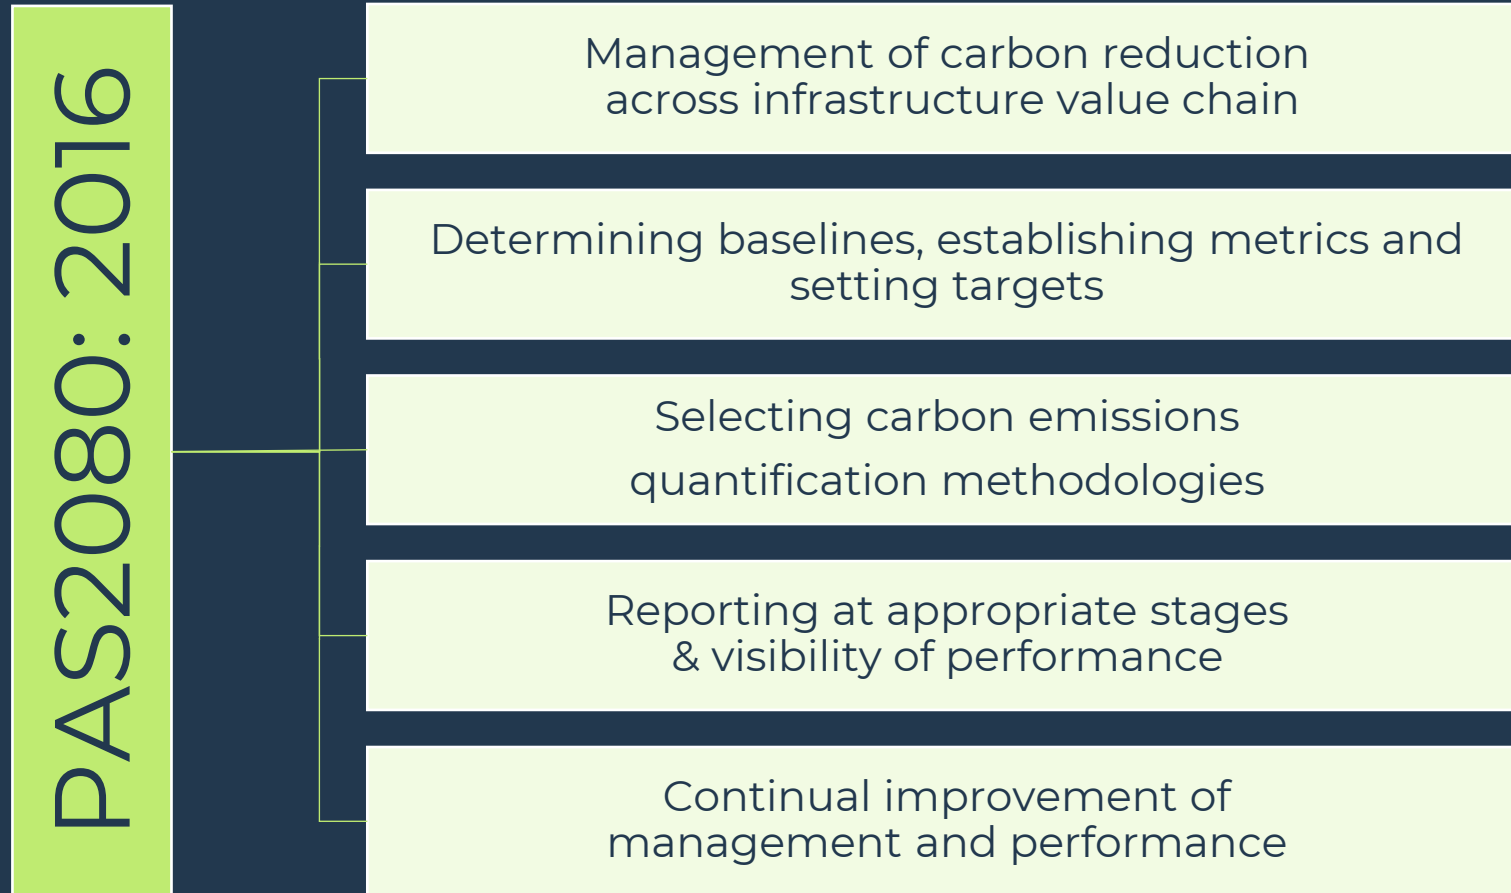 PAS2080: 2016
Management of carbon reduction
across infrastructure value chain
Determining baselines, establishing metrics and
setting targets
Selecting carbon emissions
quantification methodologies
Reporting at appropriate stages
& visibility of performance
Continual improvement of
management and performance